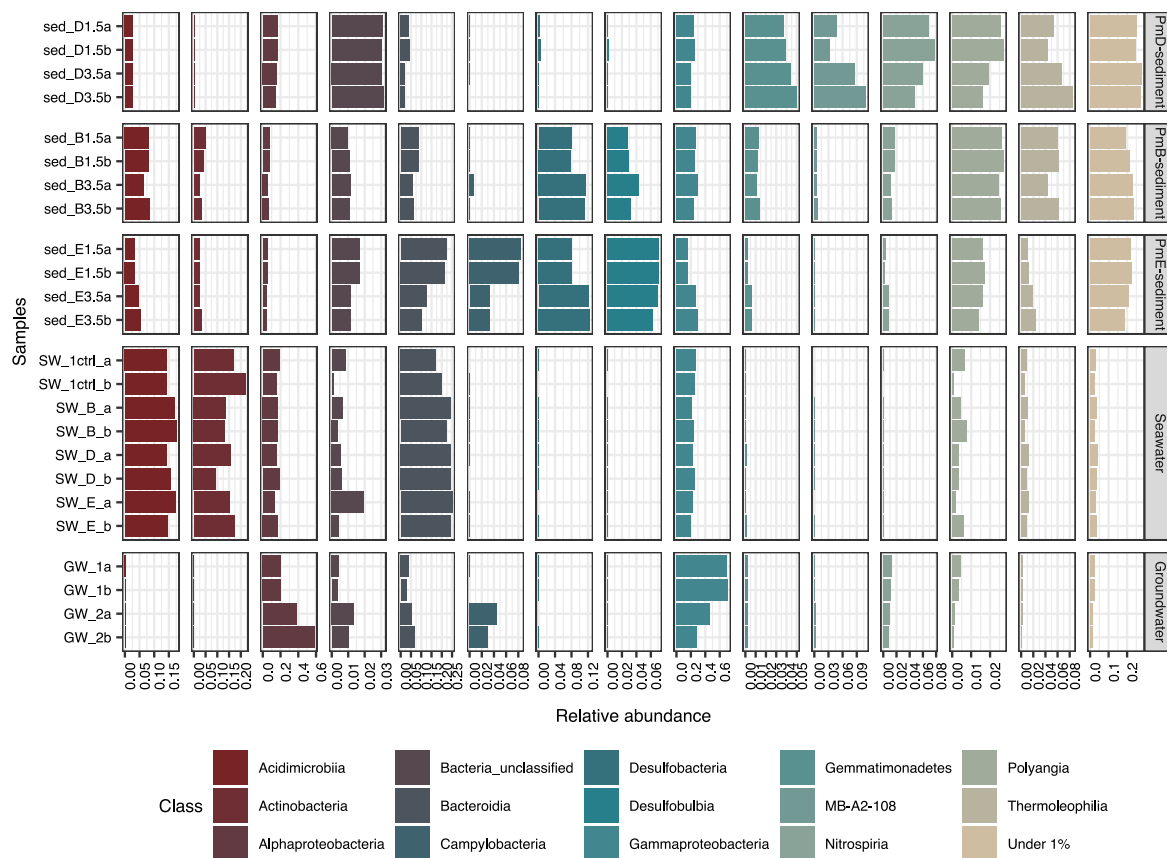 sed_D1.5a
sed_D1.5b
sed_D3.5a
sed_D3.5b
PmD-sediment
sed_B1.5a
sed_B1.5b
sed_B3.5a
sed_B3.5b
PmB-sediment
sed_E1.5a
sed_E1.5b
sed_E3.5a
sed_E3.5b
PmE-sediment
Samples
SW_1ctrl_a
SW_1ctrl_b
SW_B_a
SW_B_b
SW_D_a
SW_D_b
SW_E_a
SW_E_b
Seawater
GW_1a
GW_1b
GW_2a
GW_2b
Groundwater
0.00 0.05 0.10 0.15
0.00 0.05 0.10 0.15 0.20
0.0 0.2 0.4 0.6
0.00 0.01 0.02 0.03
0.00 0.05 0.10 0.15 0.20 0.25
0.00 0.02 0.04 0.06 0.08
0.00 0.04 0.08 0.12
0.00 0.02 0.04 0.06
0.0 0.2 0.4 0.6
0.00 0.01 0.02 0.03 0.04 0.05
0.00 0.03 0.06 0.09
0.00 0.02 0.04 0.06 0.08
0.00 0.01 0.02
0.00 0.02 0.04 0.06 0.08
0.0 0.1 0.2
Relative abundance
Class
Acidimicrobiia
Bacteria_unclassified
Desulfobacteria
Gemmatimonadetes
Polyangia
Actinobacteria
Bacteroidia
Desulfobulbia
MB-A2-108
Thermoleophilia
Alphaproteobacteria
Campylobacteria
Gammaproteobacteria
Nitrospiria
Under 1%